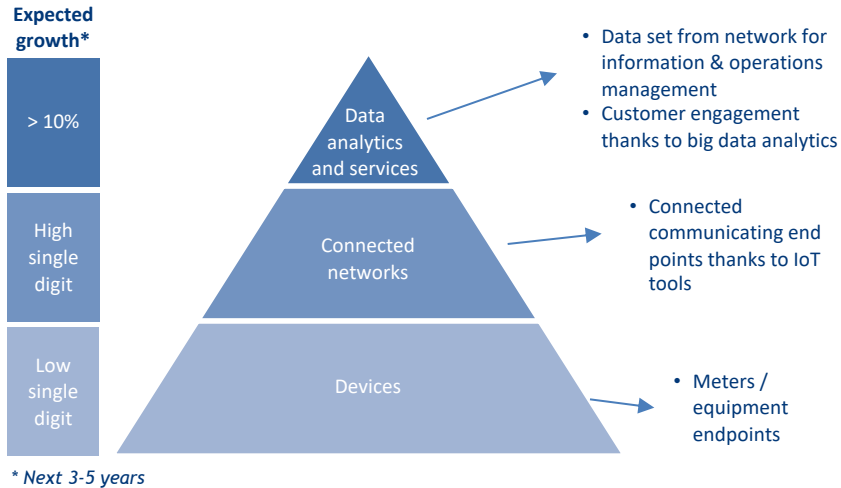 Expected
growth*
> 10%
Data
analytics
and services
• Data set from network for
information & operations
management
• Customer engagement
thanks to big data analytics
High
single
digit
Connected
networks
• Connected
communicating end
points thanks to IoT
tools
Low
single
digit
Devices
• Meters /
equipment
endpoints
* Next 3-5 years